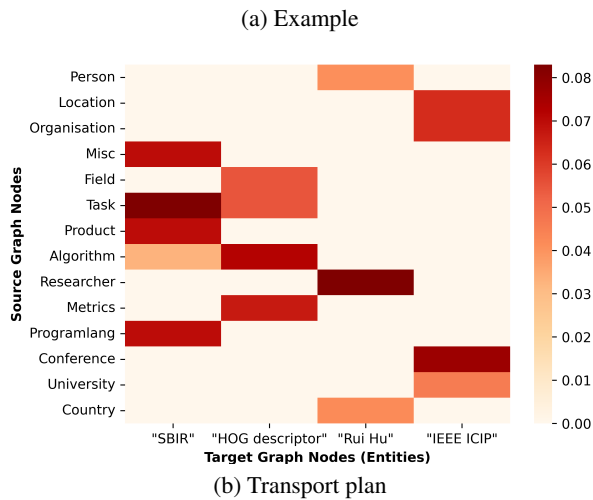 (a) Example
Person
Location
Organisation
Misc
Field
Task
Product
Algorithm
Researcher
Metrics
Programlang
Conference
University
Country
Source Graph Nodes
"SBIR" "HOG descriptor" "Rui Hu" "IEEE ICIP"
Target Graph Nodes (Entities)
0.08
0.07
0.06
0.05
0.04
0.03
0.02
0.01
0.00
(b) Transport plan